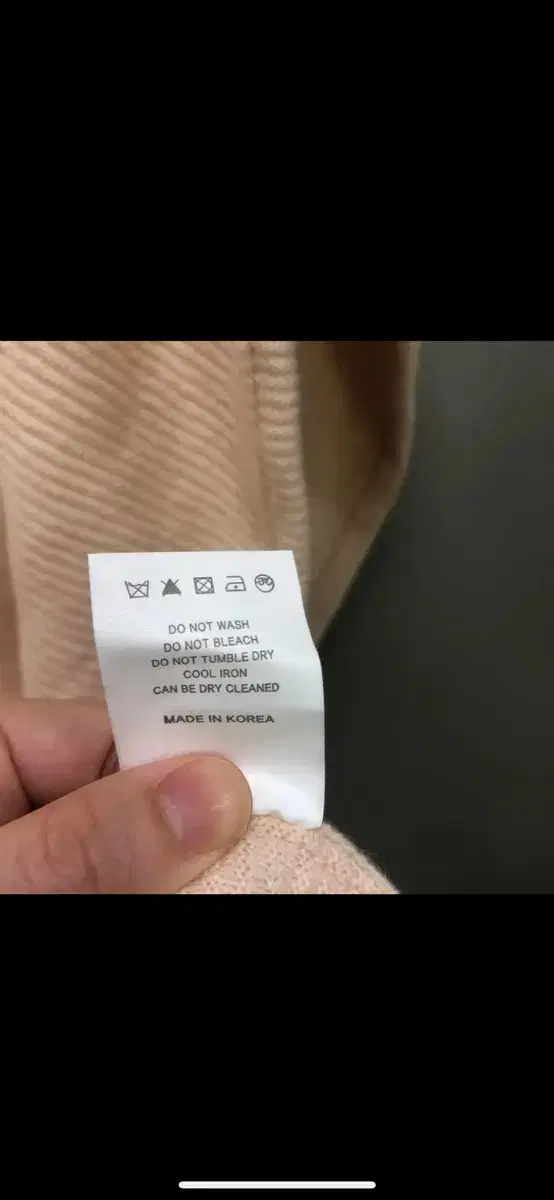 DO NOT WASH
DO NOT BLEACH
DO NOT TUMBLE DRY
COOL IRON
CAN BE DRY CLEANED
MADE IN KOREA